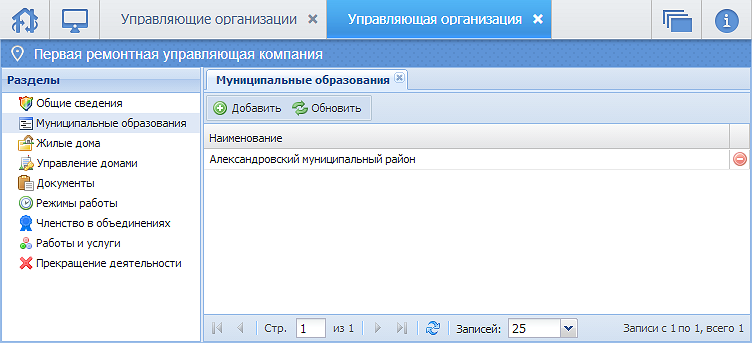 Управляющие организации
Управляющая организация
Первая ремонтная управляющая компания
Разделы
Общие сведения
Муниципальные образования
Жилые дома
Управление домами
Документы
Режимы работы
Членство в объединениях
Работы и услуги
Прекращение деятельности
Муниципальные образования
Добавить Обновить
Наименование
Александровский муниципальный район
Стр. 1 из 1 Записей: 25 Записи с 1 по 1, всего 1